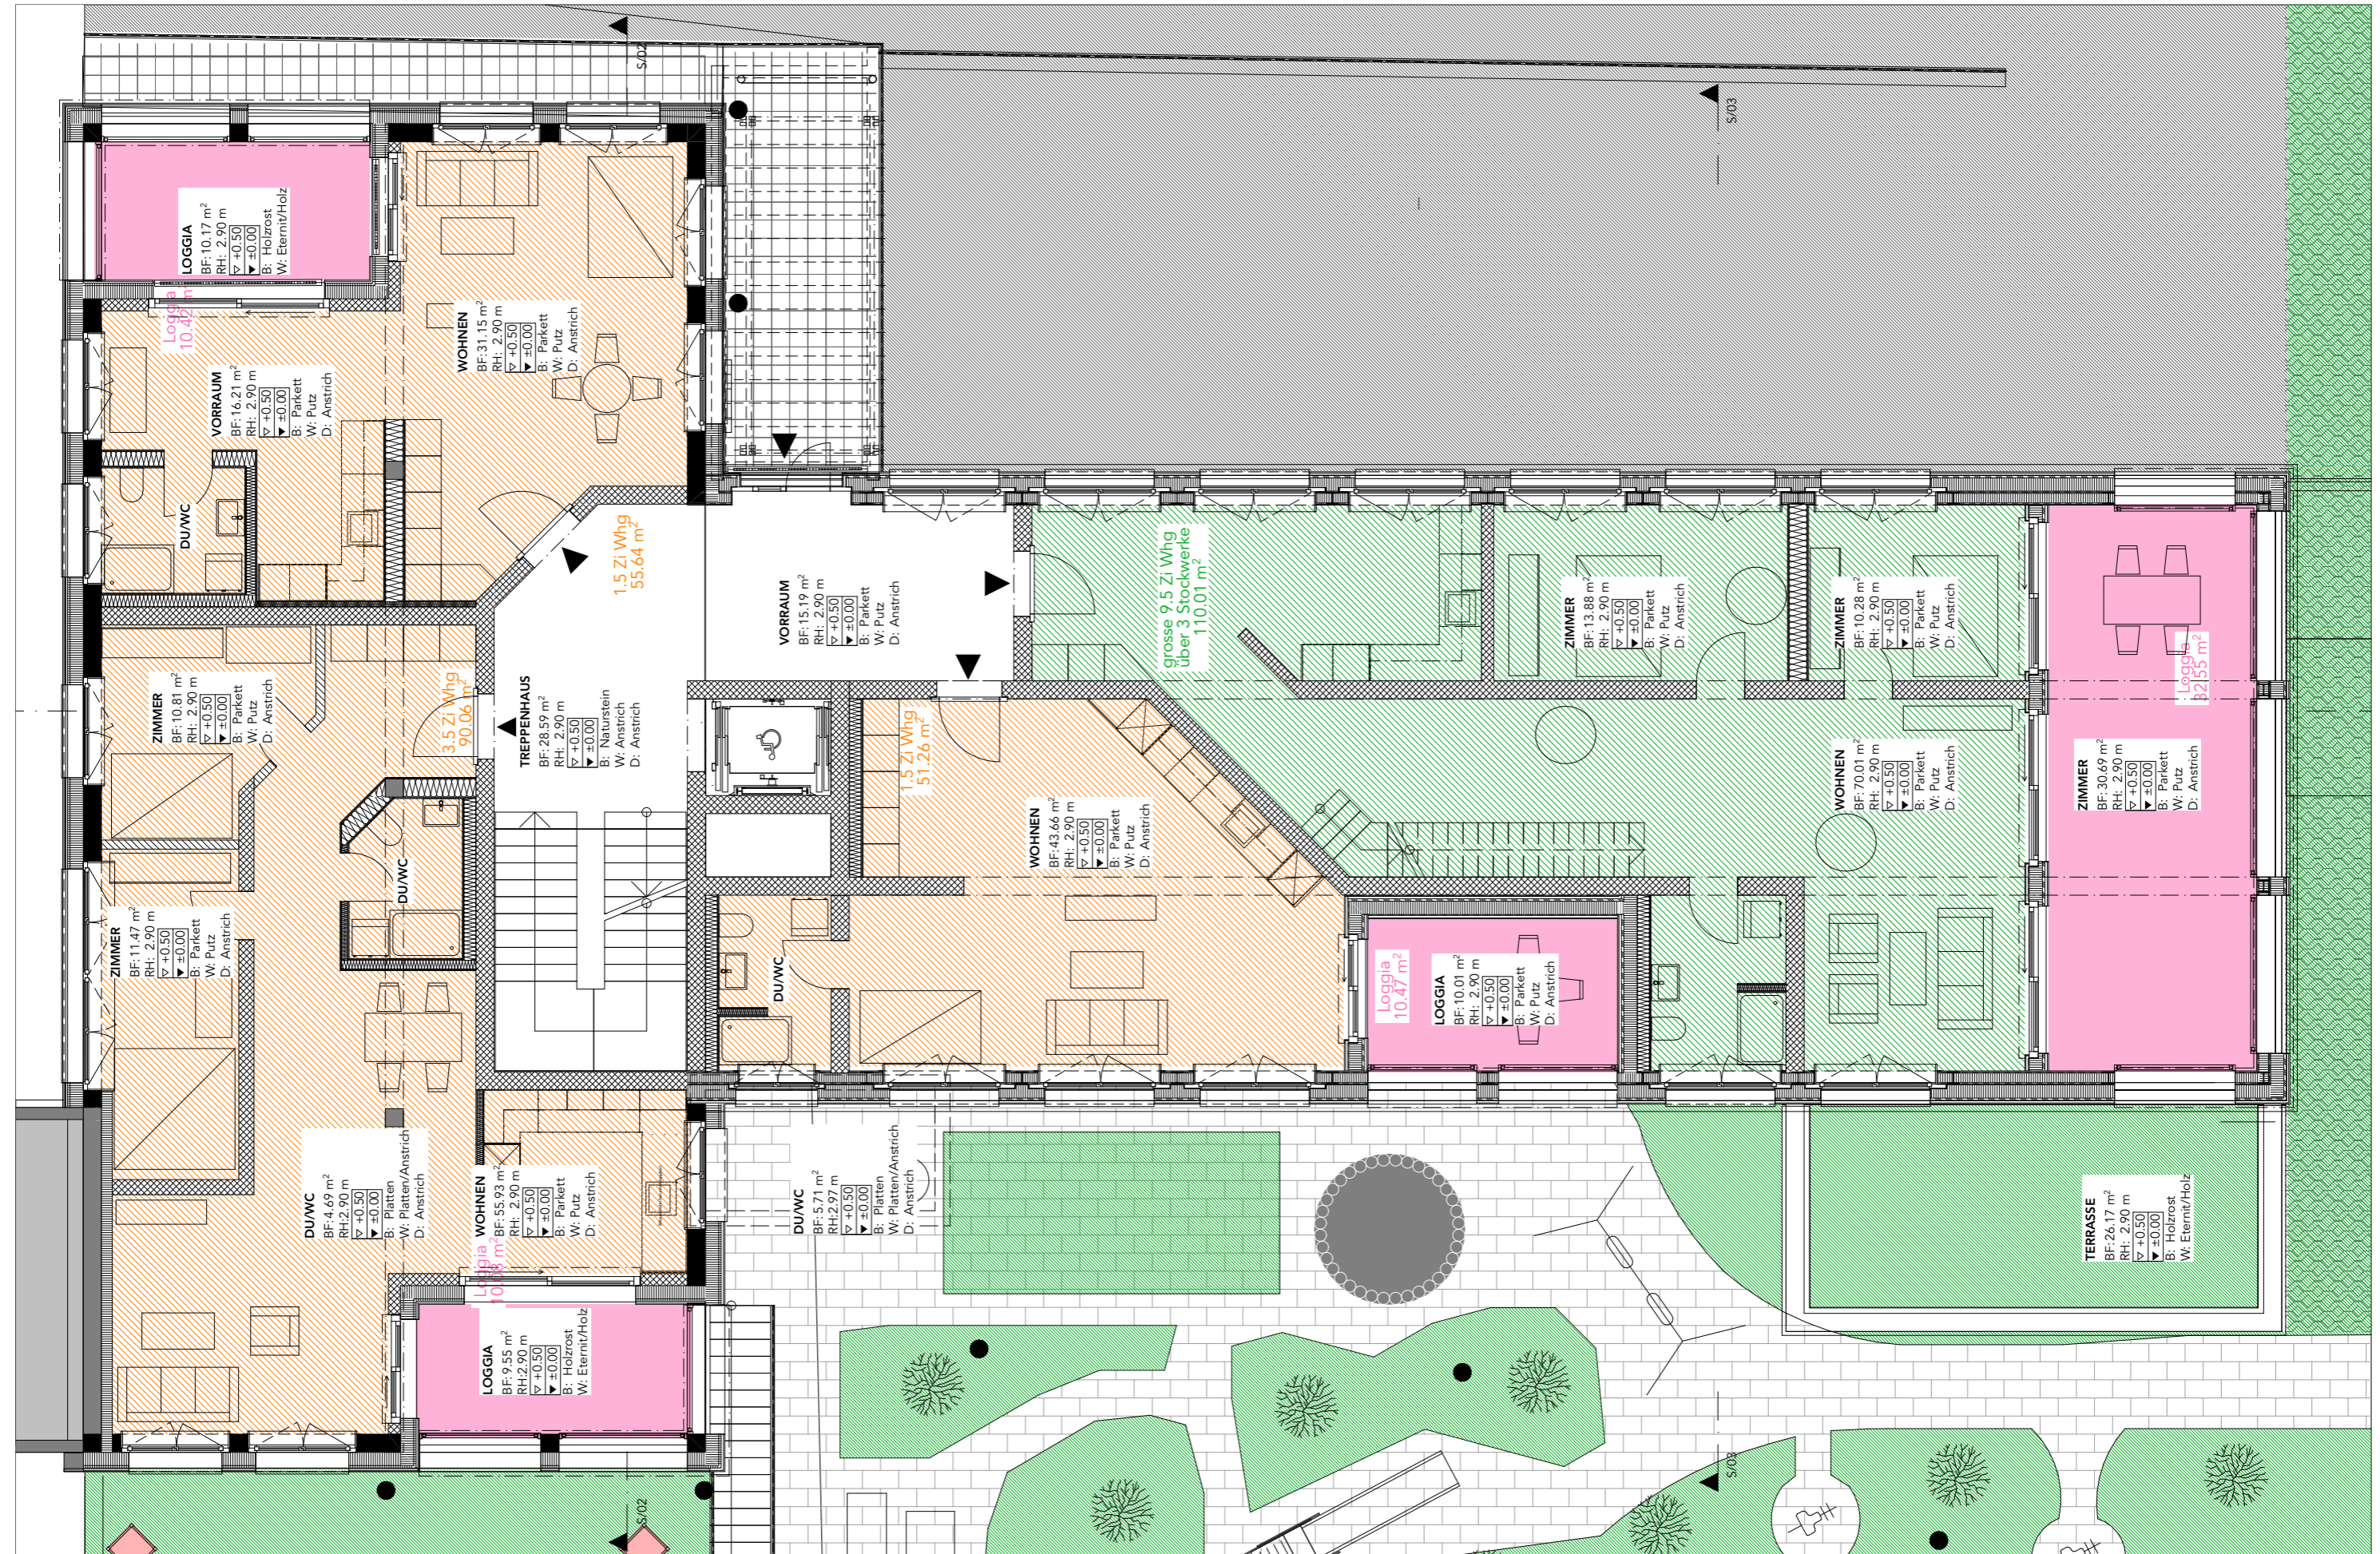 S/02
S/03
LOGGIA
BF: 10.17 m²
RH: 2.90 m
▽ +0.50
▼ ±0.00
B: Holzrost
W: Eternit/Holz
Loggia
10.42 m²
VORRAUM
BF: 16.21 m²
RH: 2.90 m
▽ +0.50
▼ ±0.00
B: Parkett
W: Putz
D: Anstrich
WOHNEN
BF: 31.15 m²
RH: 2.90 m
▽ +0.50
▼ ±0.00
B: Parkett
W: Putz
D: Anstrich
DU/WC
1.5 Zi Whg
55.64 m²
VORRAUM
BF: 15.19 m²
RH: 2.90 m
▽ +0.50
▼ ±0.00
B: Parkett
W: Putz
D: Anstrich
grosse 9.5 Zi Whg
über 3 Stockwerke
110.01 m²
ZIMMER
BF: 13.88 m²
RH: 2.90 m
▽ +0.50
▼ ±0.00
B: Parkett
W: Putz
D: Anstrich
ZIMMER
BF: 10.28 m²
RH: 2.90 m
▽ +0.50
▼ ±0.00
B: Parkett
W: Putz
D: Anstrich
Loggia
32.55 m²
ZIMMER
BF: 10.81 m²
RH: 2.90 m
▽ +0.50
▼ ±0.00
B: Parkett
W: Putz
D: Anstrich
3.5 Zi Whg
90.06 m²
TREPPENHAUS
BF: 28.59 m²
RH: 2.90 m
▽ +0.50
▼ ±0.00
B: Naturstein
W: Anstrich
D: Anstrich
1.5 Zi Whg
51.26 m²
WOHNEN
BF: 43.66 m²
RH: 2.90 m
▽ +0.50
▼ ±0.00
B: Parkett
W: Putz
D: Anstrich
WOHNEN
BF: 70.01 m²
RH: 2.90 m
▽ +0.50
▼ ±0.00
B: Parkett
W: Putz
D: Anstrich
ZIMMER
BF: 30.69 m²
RH: 2.90 m
▽ +0.50
▼ ±0.00
B: Parkett
W: Putz
D: Anstrich
ZIMMER
BF: 11.47 m²
RH: 2.90 m
▽ +0.50
▼ ±0.00
B: Parkett
W: Putz
D: Anstrich
DU/WC
DU/WC
Loggia
10.47 m²
LOGGIA
BF: 10.01 m²
RH: 2.90 m
▽ +0.50
▼ ±0.00
B: Parkett
W: Putz
D: Anstrich
DU/WC
BF: 4.69 m²
RH: 2.90 m
▽ +0.50
▼ ±0.00
B: Platten
W: Platten/Anstrich
D: Anstrich
WOHNEN
BF: 55.93 m²
RH: 2.90 m
▽ +0.50
▼ ±0.00
B: Parkett
W: Putz
D: Anstrich
Loggia
DU/WC
BF: 5.71 m²
RH: 2.97 m
▽ +0.50
▼ ±0.00
B: Platten
W: Platten/Anstrich
D: Anstrich
TERRASSE
BF: 26.17 m²
RH: 2.90 m
▽ +0.50
▼ ±0.00
B: Holzrost
W: Eternit/Holz
LOGGIA
BF: 9.55 m²
RH: 2.90 m
▽ +0.50
▼ ±0.00
B: Holzrost
W: Eternit/Holz
S/02
S/03